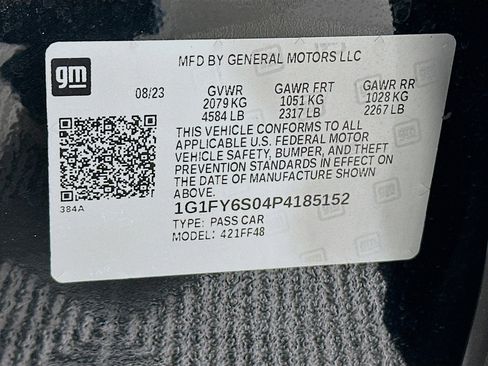 gm
MFD BY GENERAL MOTORS LLC
08/23 GVWR GAWR FRT GAWR RR
2079 KG 1051 KG 1028 KG
4584 LB 2317 LB 2267 LB
THIS VEHICLE CONFORMS TO ALL
APPLICABLE U.S. FEDERAL MOTOR
VEHICLE SAFETY, BUMPER, AND THEFT
PREVENTION STANDARDS IN EFFECT ON
THE DATE OF MANUFACTURE SHOWN
ABOVE.
384A
1G1FY6S04P4185152
TYPE: PASS CAR
MODEL: 421FF48